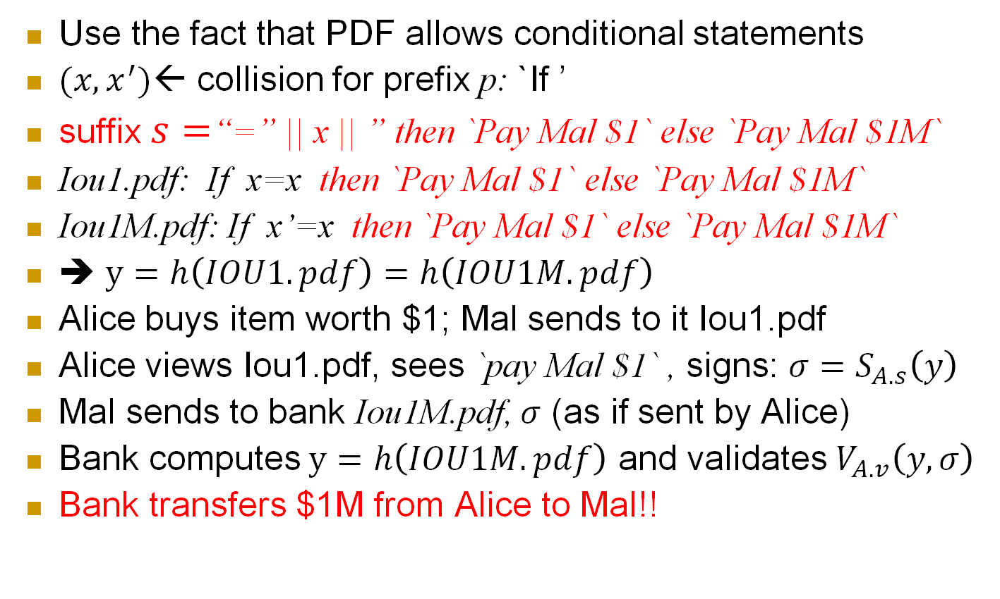 Use the fact that PDF allows conditional statements
(x, x′)← collision for prefix p: `If ’
suffix s = “=” || x || ” then `Pay Mal $1` else `Pay Mal $1M`
Iou1.pdf: If x=x then `Pay Mal $1` else `Pay Mal $1M`
Iou1M.pdf: If x’=x then `Pay Mal $1` else `Pay Mal $1M`
➔ y = h(IOU1.pdf) = h(IOU1M.pdf)
Alice buys item worth $1; Mal sends to it Iou1.pdf
Alice views Iou1.pdf, sees `pay Mal $1`, signs: σ = S_{A.s}(y)
Mal sends to bank Iou1M.pdf, σ (as if sent by Alice)
Bank computes y = h(IOU1M.pdf) and validates V_{A.v}(y, σ)
Bank transfers $1M from Alice to Mal!!